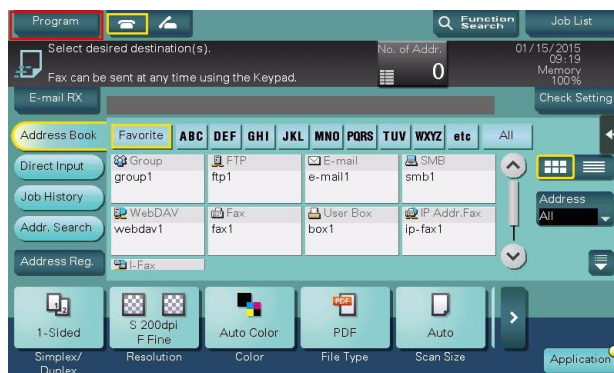 Program
Function Search
Job List
Select desired destination(s).
No. of Addr.
01/15/2015
09:19
Fax can be sent at any time using the Keypad.
0
Memory
100%
E-mail RX
Check Setting
Address Book
Favorite ABC DEF GHI JKL MNO PQRS TUV WXYZ etc All
Direct Input
Group
group1
FTP
ftp1
E-mail
e-mail1
SMB
smb1
Job History
Address
All
Addr. Search
WebDAV
webdav1
Fax
fax1
User Box
box1
IP Addr.Fax
ip-fax1
Address Reg.
I-Fax
1-Sided
Simplex/
Duplex
S 200dpi
F Fine
Resolution
Auto Color
Color
PDF
PDF
File Type
Auto
Scan Size
Application